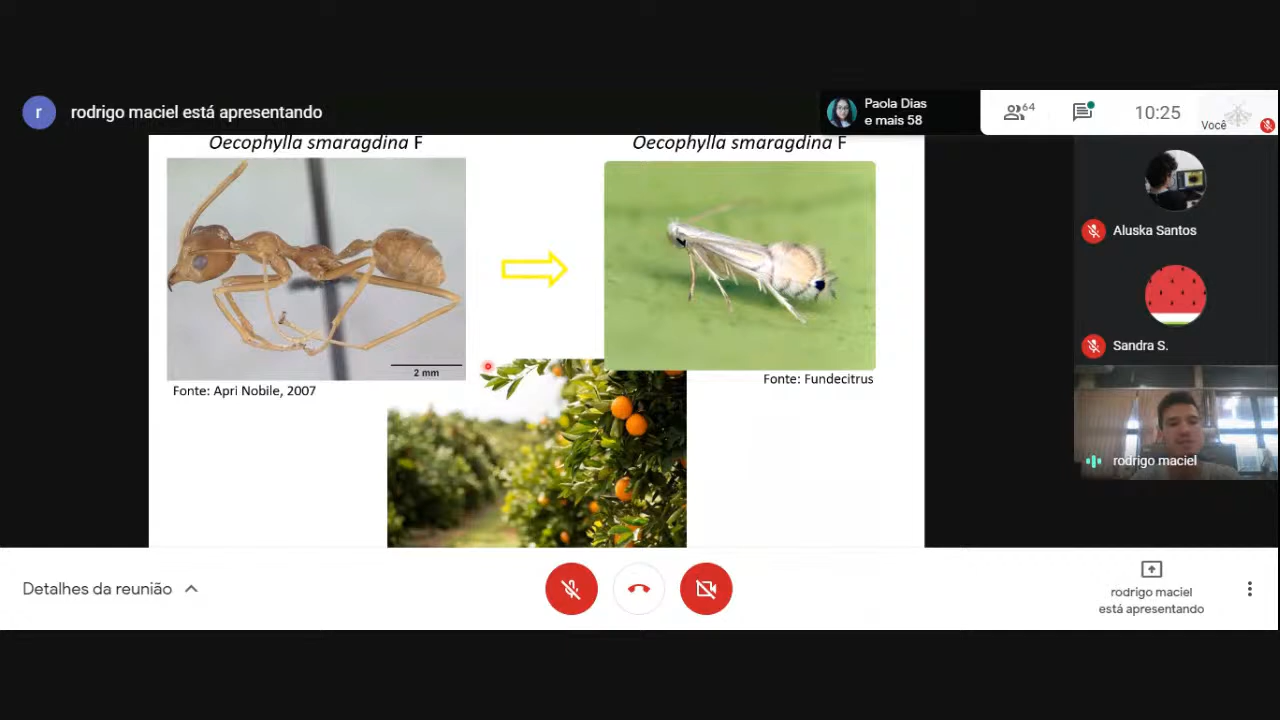 r
rodrigo maciel está apresentando
Paola Dias
e mais 58
64
10:25
Você
Oecophylla smaragdina F
Oecophylla smaragdina F
2 mm
Fonte: Apri Nobile, 2007
Fonte: Fundecitrus
Aluska Santos
Sandra S.
rodrigo maciel
Detalhes da reunião
rodrigo maciel
está apresentando